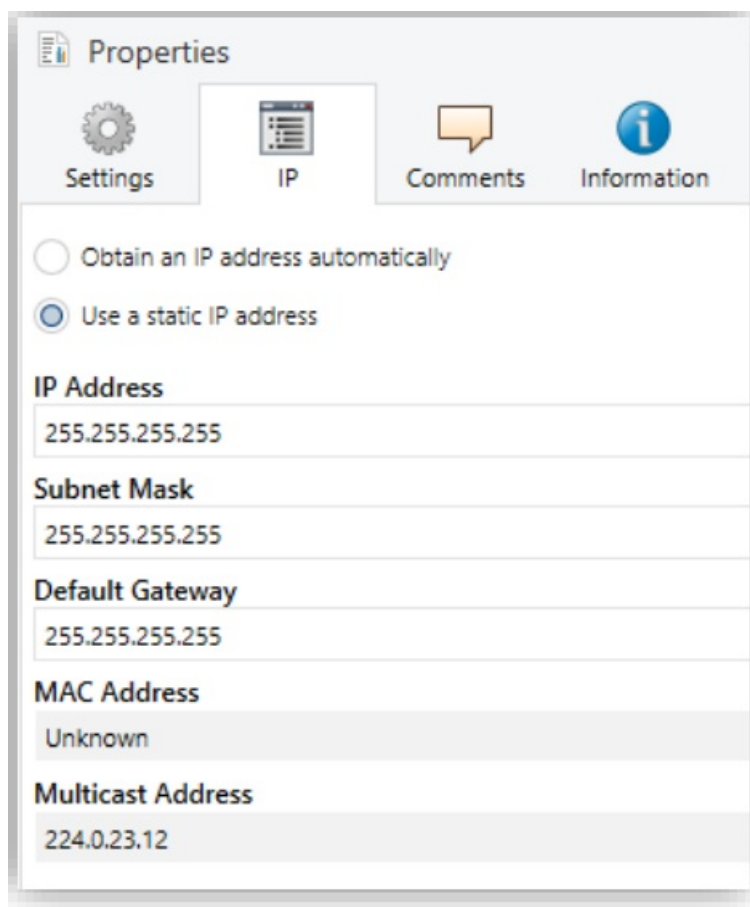 Properties
Settings IP Comments Information
Obtain an IP address automatically
Use a static IP address
IP Address
255.255.255.255
Subnet Mask
255.255.255.255
Default Gateway
255.255.255.255
MAC Address
Unknown
Multicast Address
224.0.23.12